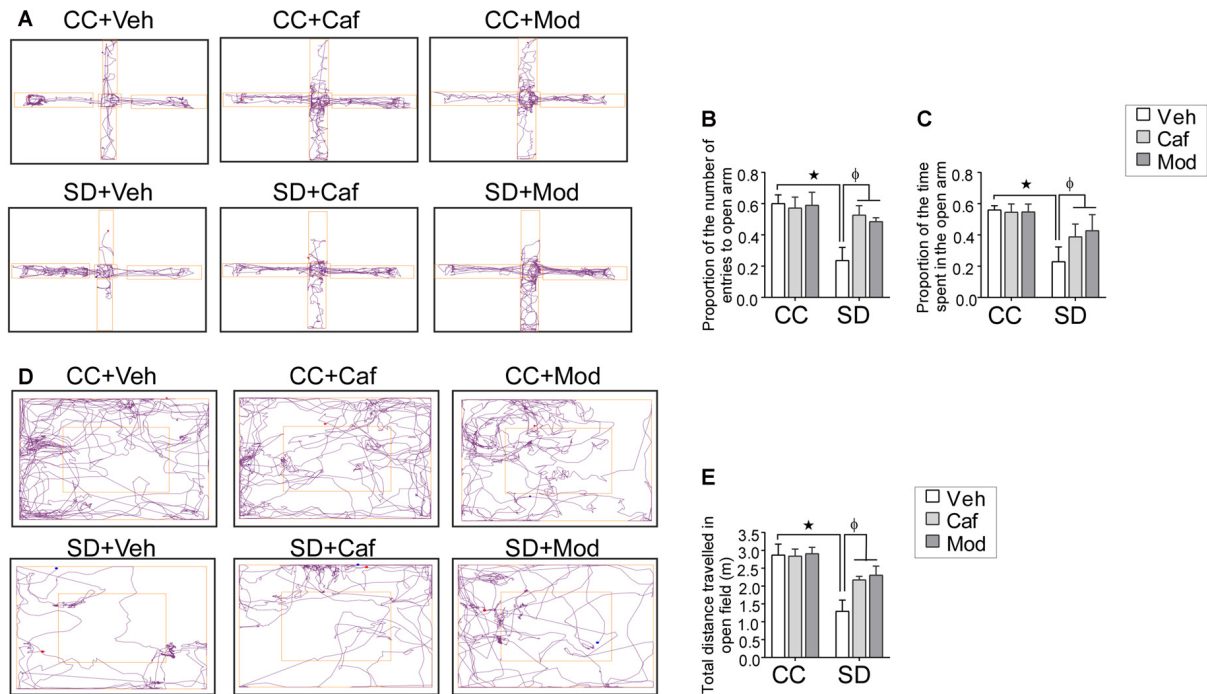 A
CC+Veh
CC+Caf
CC+Mod
SD+Veh
SD+Caf
SD+Mod
B
Proportion of the number of
entries to open arm
0.8
0.6
0.4
0.2
0.0
★
ϕ
CC
SD
C
Proportion of the time
spent in the open arm
0.8
0.6
0.4
0.2
0.0
★
ϕ
CC
SD
Veh
Caf
Mod
D
CC+Veh
CC+Caf
CC+Mod
SD+Veh
SD+Caf
SD+Mod
E
Total distance travelled in
open field (m)
3.5
3.0
2.5
2.0
1.5
1.0
0.5
0.0
★
ϕ
CC
SD
Veh
Caf
Mod